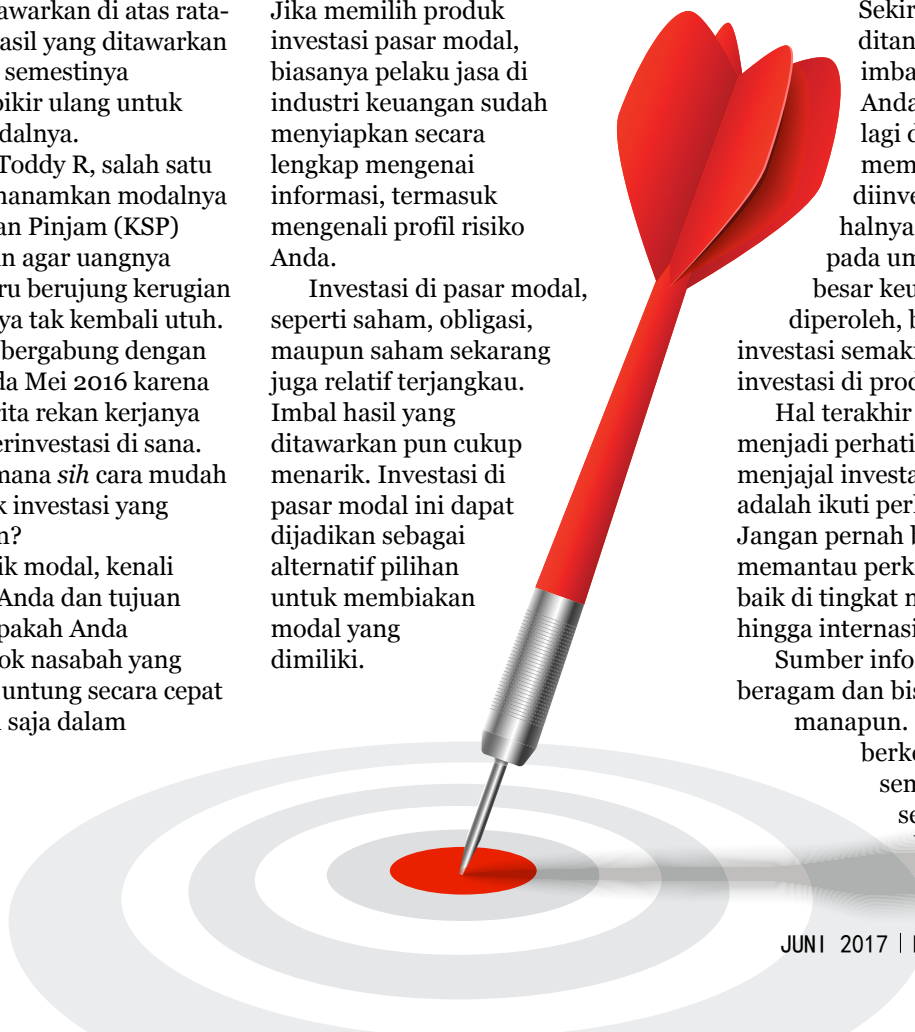 awarkan di atas rata-
asil yang ditawarkan
semestinya
pikir ulang untuk
dalnya.
Toddy R, salah satu
nanamkan modalnya
an Pinjam (KSP)
n agar uangnya
ru berujung kerugian
ya tak kembali utuh.
bergabung dengan
da Mei 2016 karena
rita rekan kerjanya
erinvestasi di sana.
mana sih cara mudah
k investasi yang
n?
ik modal, kenali
Anda dan tujuan
pakah Anda
ok nasabah yang
untung secara cepat
saja dalam
Jika memilih produk
investasi pasar modal,
biasanya pelaku jasa di
industri keuangan sudah
menyiapkan secara
lengkap mengenai
informasi, termasuk
mengenali profil risiko
Anda.
Investasi di pasar modal,
seperti saham, obligasi,
maupun saham sekarang
juga relatif terjangkau.
Imbal hasil yang
ditawarkan pun cukup
menarik. Investasi di
pasar modal ini dapat
dijadikan sebagai
alternatif pilihan
untuk membiakan
modal yang
dimiliki.
Sekir
ditan
imba
Anda
lagi d
mem
diinve
halnya
pada um
besar keu
diperoleh, b
investasi semaki
investasi di prod
Hal terakhir
menjadi perhati
menjajal investa
adalah ikuti perl
Jangan pernah b
memantau perka
baik di tingkat n
hingga internasi
Sumber info
beragam dan bis
manapun.
berke
sem
se
JUNI 2017 |